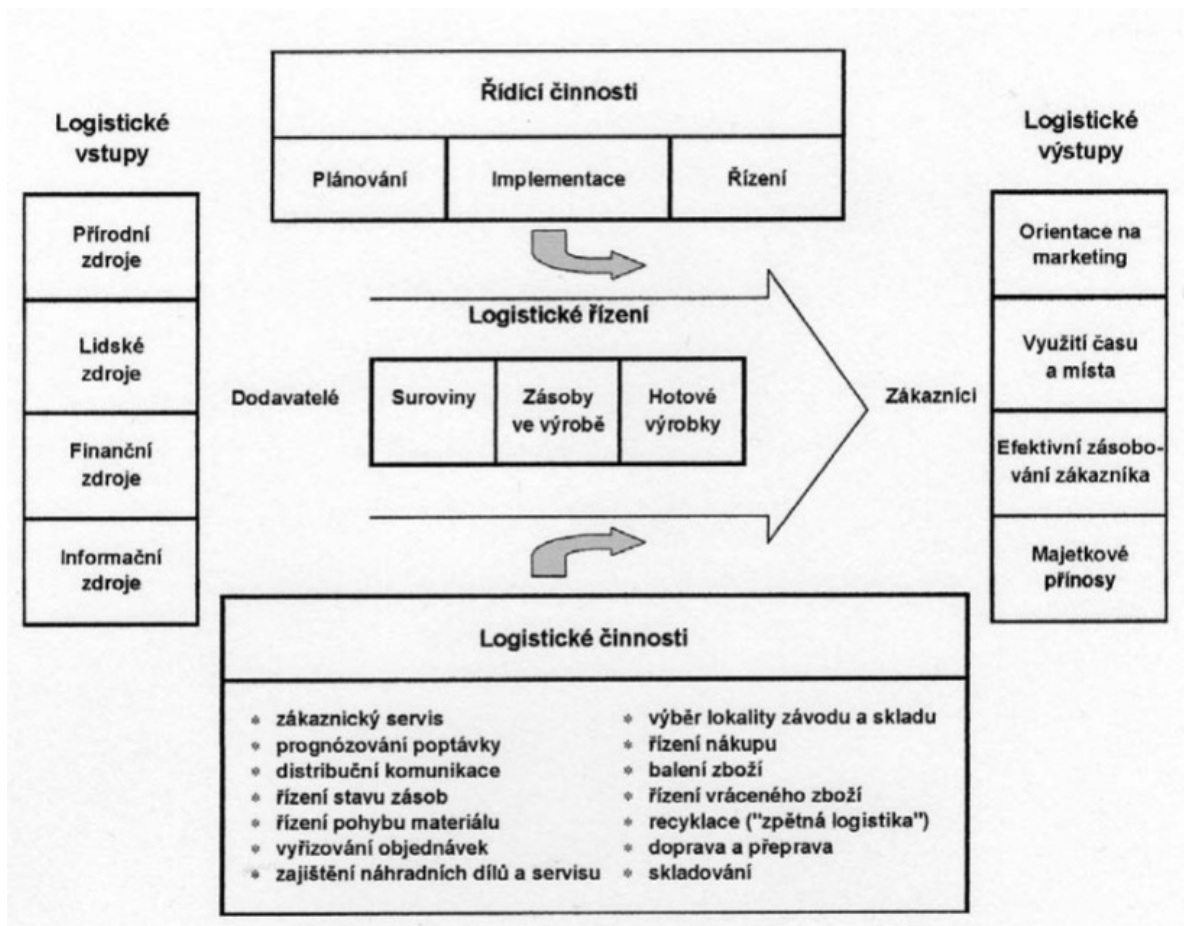 Řídící činnosti
Plánování
Implementace
Řízení
Logistické
vstupy
Přírodní
zdroje
Lidské
zdroje
Finanční
zdroje
Informační
zdroje
Dodavatelé
Logistické řízení
Suroviny
Zásoby
ve výrobě
Hotové
výrobky
Zákazníci
Logistické
výstupy
Orientace na
marketing
Využití času
a místa
Efektivní zásobo-
vání zákazníka
Majetkové
přínosy
Logistické činnosti
* zákaznický servis
* prognózování poptávky
* distribuční komunikace
* řízení stavu zásob
* řízení pohybu materiálu
* vyřizování objednávek
* zajištění náhradních dílů a servisu
* výběr lokality závodu a skladu
* řízení nákupu
* balení zboží
* řízení vráceného zboží
* recyklace ("zpětná logistika")
* doprava a přeprava
* skladování